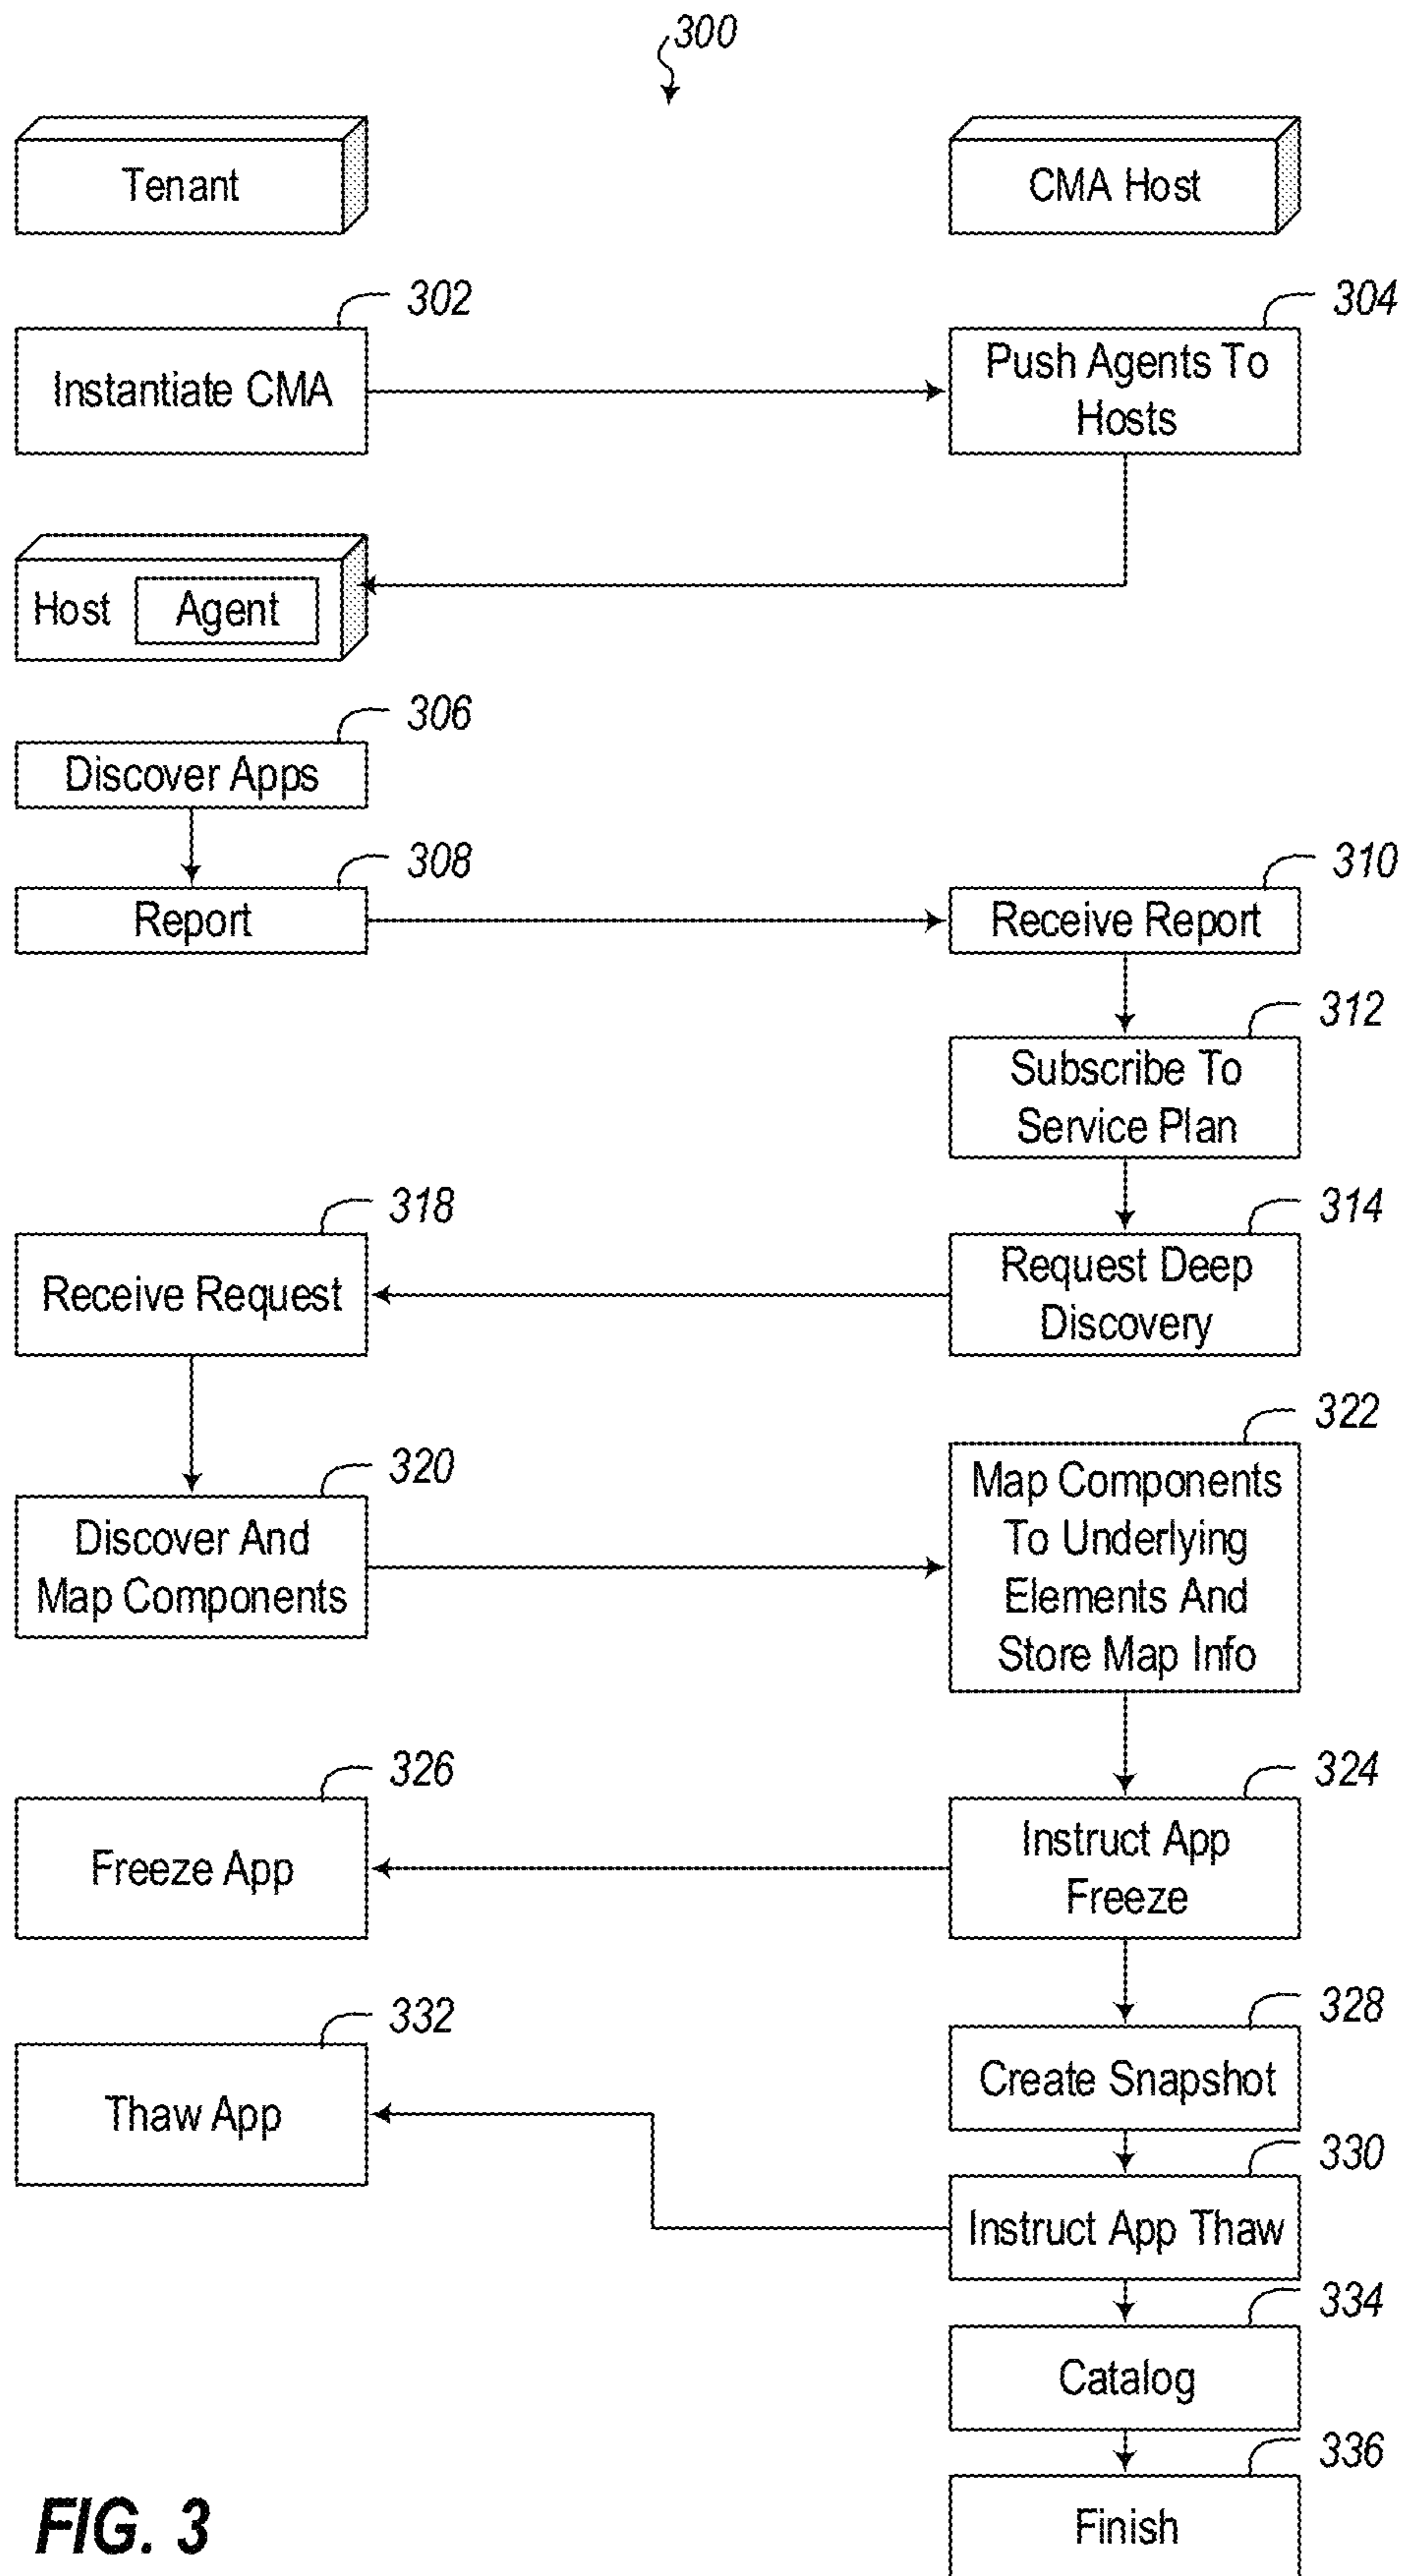 300
Tenant
CMA Host
302
304
Instantiate CMA
Push Agents To
Hosts
Host
Agent
306
Discover Apps
308
310
Report
Receive Report
312
Subscribe To
Service Plan
318
314
Receive Request
Request Deep
Discovery
322
320
Map Components
To Underlying
Elements And
Store Map Info
Discover And
Map Components
326
324
Freeze App
Instruct App
Freeze
328
332
Create Snapshot
Thaw App
330
Instruct App Thaw
334
Catalog
336
Finish
FIG. 3